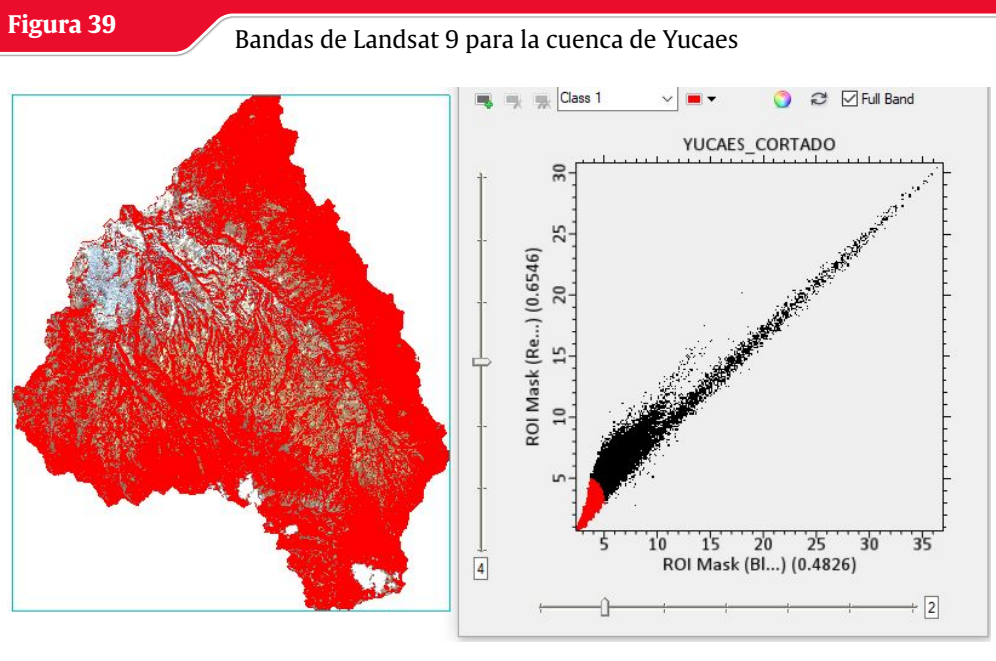 Figura 39
Bandas de Landsat 9 para la cuenca de Yucaes
Class 1
Full Band
YUCAES_CORTADO
30
25
20
15
10
5
ROI Mask (Re...) (0.6546)
5 10 15 20 25 30 35
ROI Mask (Bl...) (0.4826)
4
2